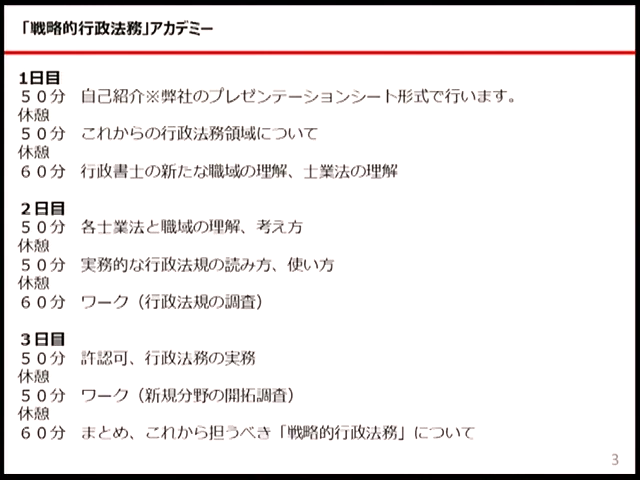 「戦略的行政法務」アカデミー
1日目
５０分　自己紹介※弊社のプレゼンテーションシート形式で行います。
休憩
５０分　これからの行政法務領域について
休憩
６０分　行政書士の新たな職域の理解、士業法の理解
２日目
５０分　各士業法と職域の理解、考え方
休憩
５０分　実務的な行政法規の読み方、使い方
休憩
６０分　ワーク（行政法規の調査）
３日目
５０分　許認可、行政法務の実務
休憩
５０分　ワーク（新規分野の開拓調査）
休憩
６０分　まとめ、これから担うべき「戦略的行政法務」について
3